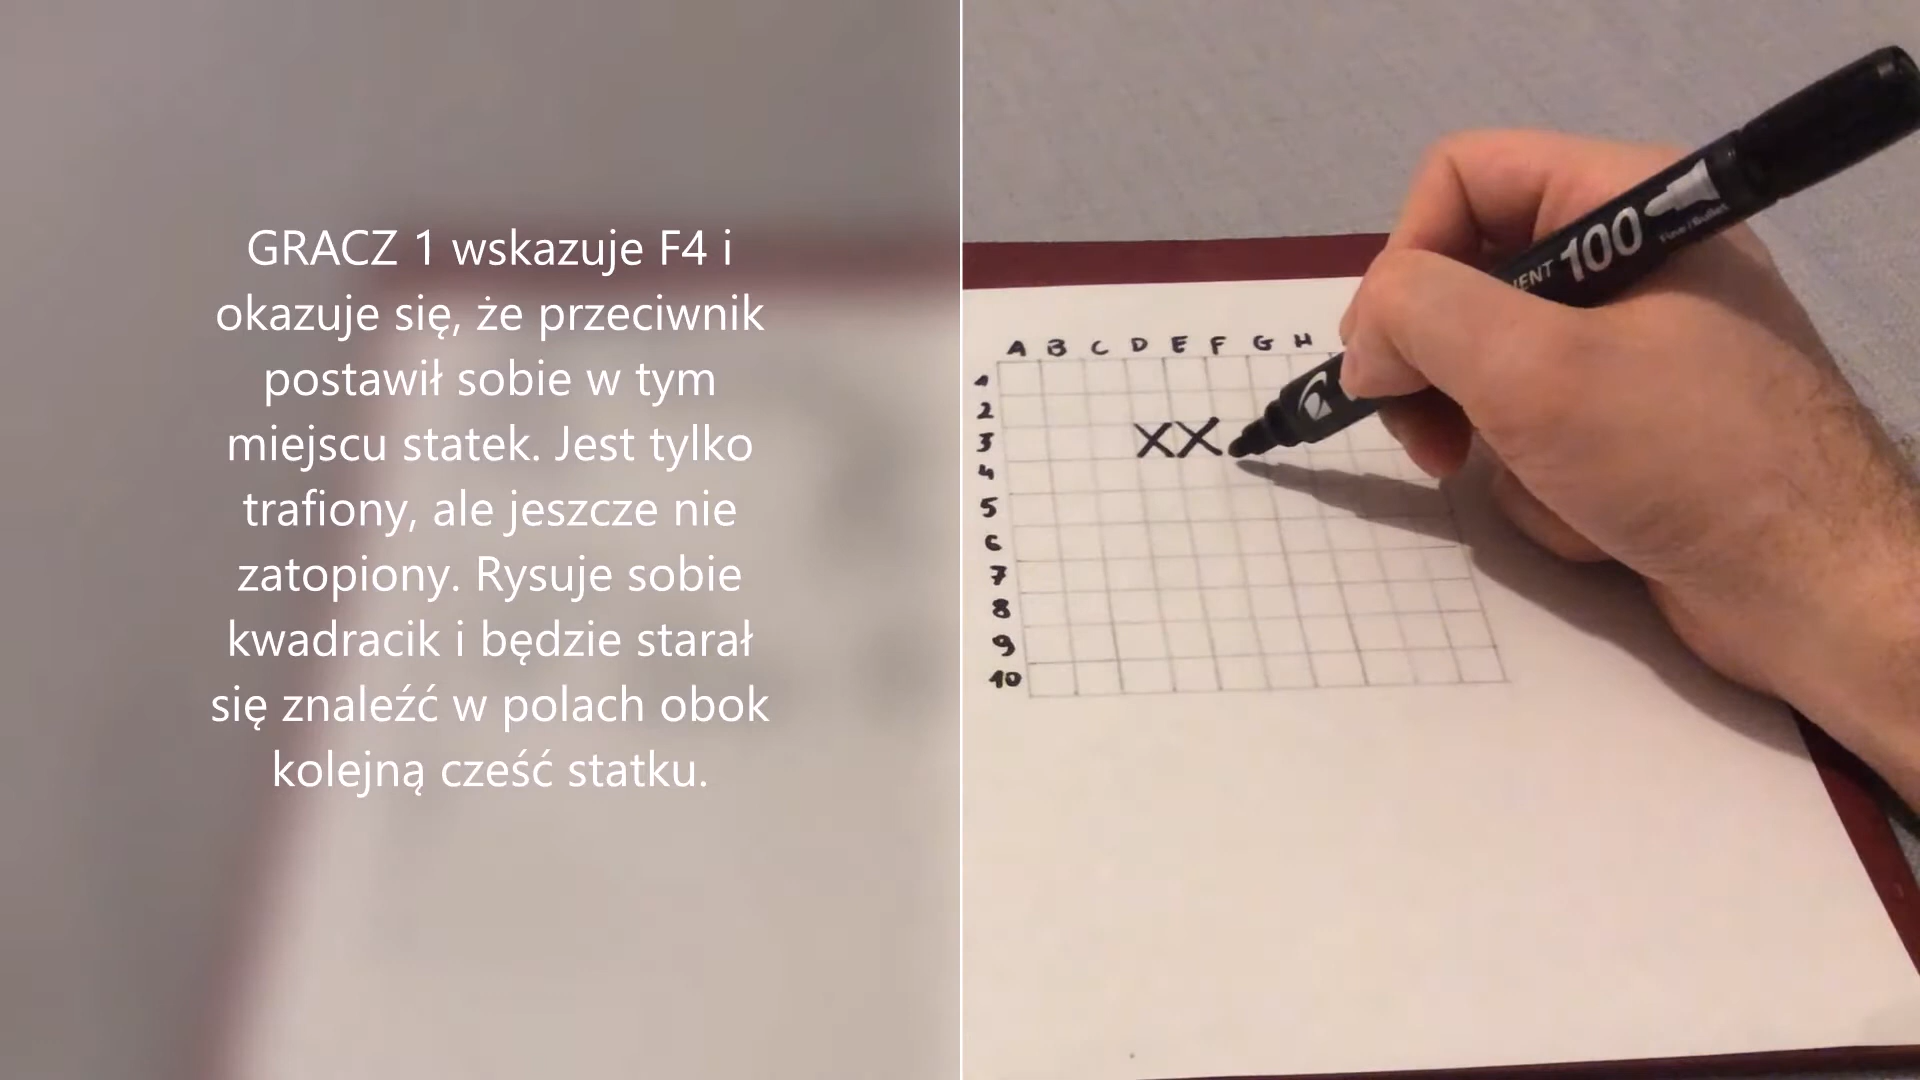 GRACZ 1 wskazuje F4 i
okazuje się, że przeciwnik
postawił sobie w tym
miejscu statek. Jest tylko
trafiony, ale jeszcze nie
zatopiony. Rysuje sobie
kwadracik i będzie starał
się znaleźć w polach obok
kolejną cześć statku.
A B C D E F G H
1
2
3 XX
4
5
6
7
8
9
10
100